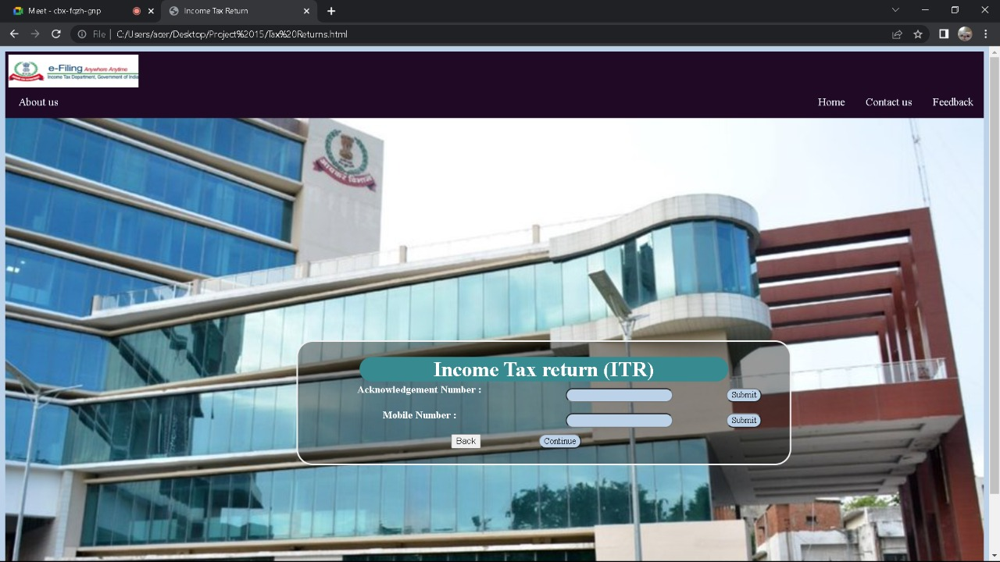 Meet - cbx-fqzh-gnp
Income Tax Return
File | C:/Users/acer/Desktop/Project%2015/Tax%20Returns.html
e-Filing Anywhere Anytime
Income Tax Department, Government of India
About us
Home
Contact us
Feedback
आयकर विभाग
Income Tax return (ITR)
Acknowledgement Number :
Submit
Mobile Number :
Submit
Back
Continue